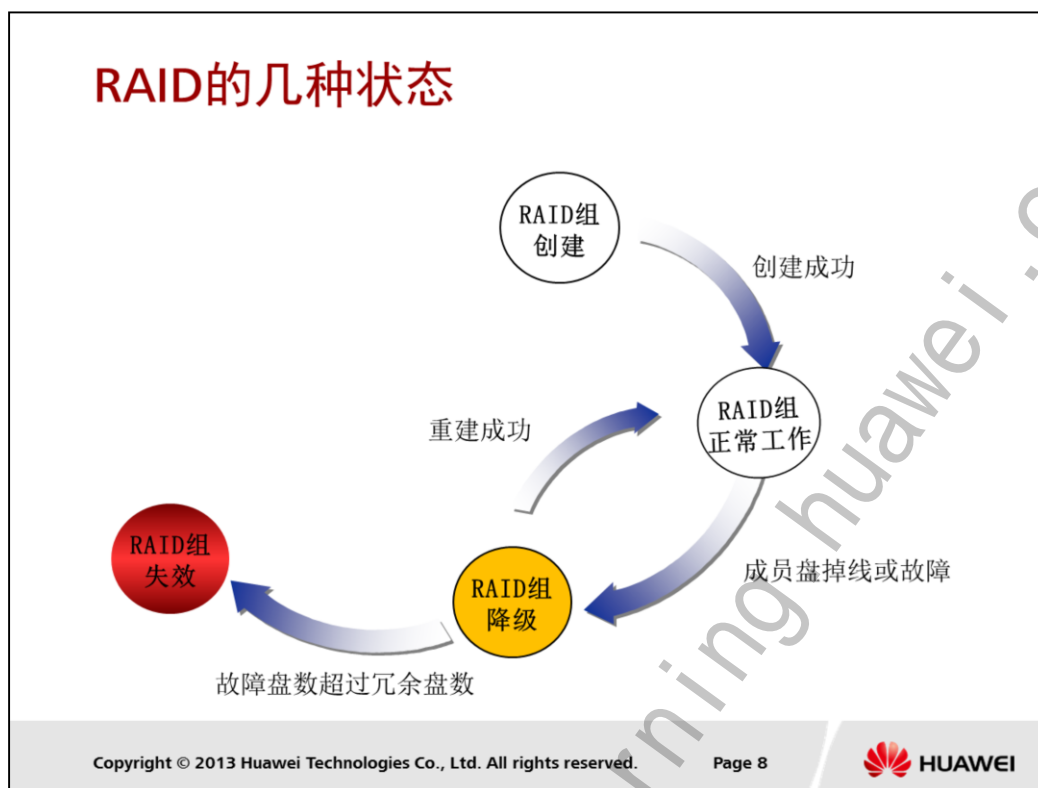 RAID的几种状态
RAID组
创建
创建成功
RAID组
正常工作
重建成功
成员盘掉线或故障
RAID组
失效
RAID组
降级
故障盘数超过冗余盘数
rning huawei .
Copyright © 2013 Huawei Technologies Co., Ltd. All rights reserved.
Page 8
HUAWEI